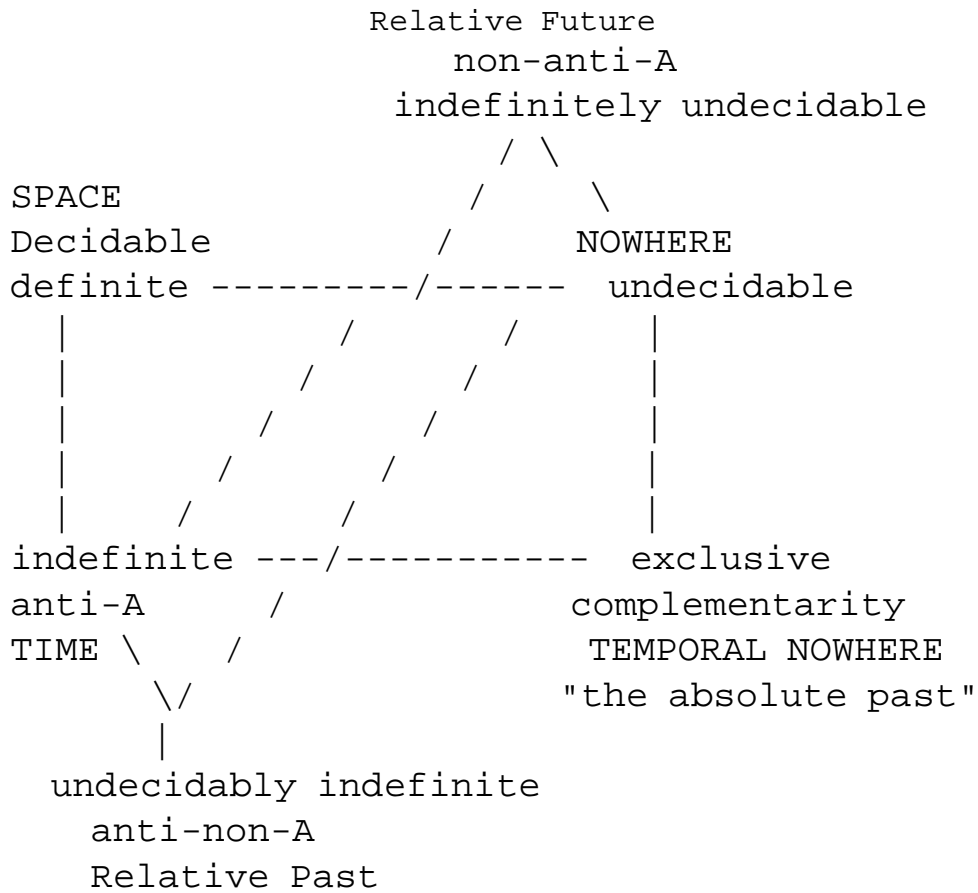 Relative Future
non-anti-A
indefinitely undecidable
SPACE
Decidable NOWHERE
definite undecidable
indefinite exclusive
anti-A complementarity
TIME TEMPORAL NOWHERE
"the absolute past"
undecidably indefinite
anti-non-A
Relative Past